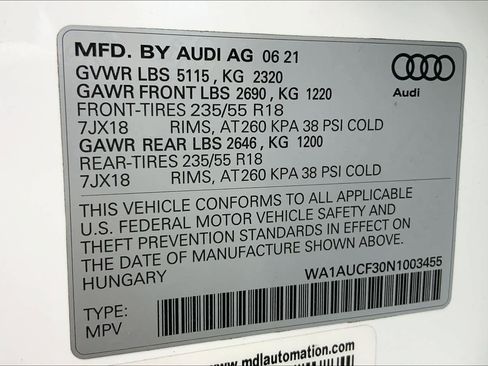 MFD. BY AUDI AG 06 21
GVWR LBS 5115, KG 2320
GAWR FRONT LBS 2690, KG 1220
FRONT-TIRES 235/55 R18
7JX18 RIMS, AT 260 KPA 38 PSI COLD
GAWR REAR LBS 2646, KG 1200
REAR-TIRES 235/55 R18
7JX18 RIMS, AT 260 KPA 38 PSI COLD
Audi
THIS VEHICLE CONFORMS TO ALL APPLICABLE
U.S. FEDERAL MOTOR VEHICLE SAFETY AND
THEFT PREVENTION STANDARDS IN EFFECT ON
THE DATE OF MANUFACTURE SHOWN ABOVE.
HUNGARY
WA1AUCF30N1003455
TYPE:
MPV
www.mdlautomation.com